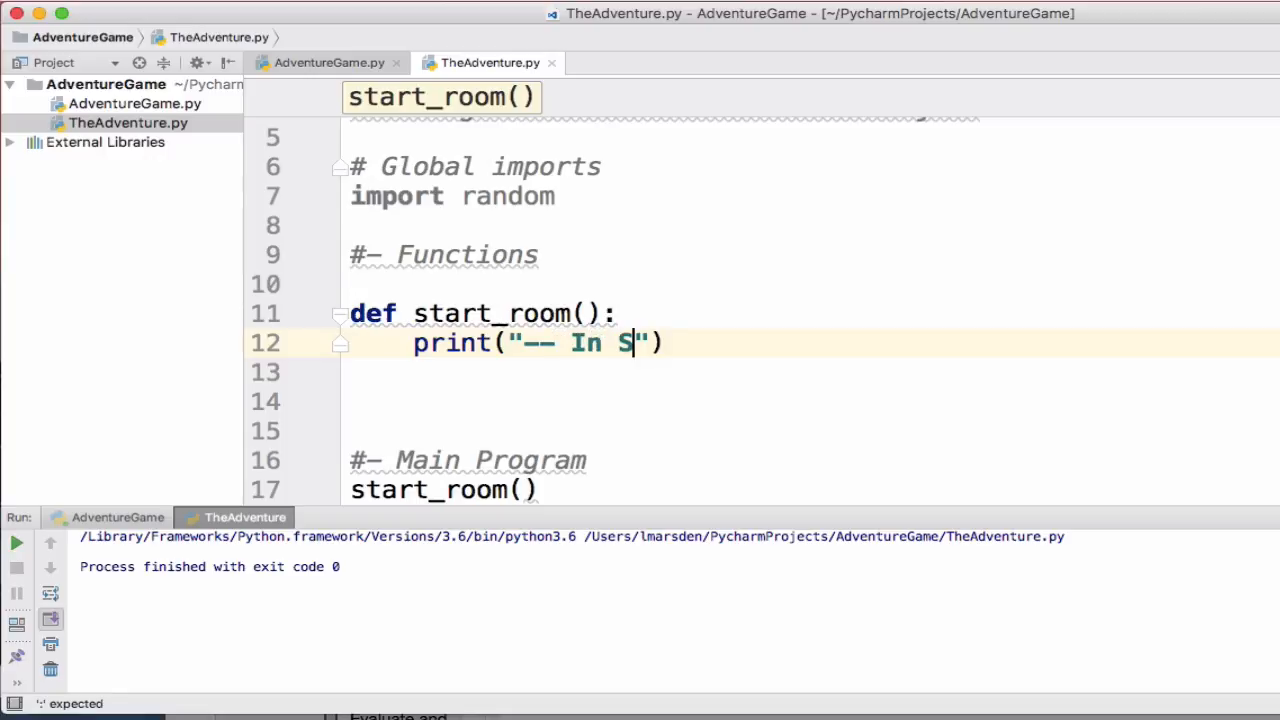 TheAdventure.py - AdventureGame - [~/PycharmProjects/AdventureGame]
AdventureGame TheAdventure.py
Project AdventureGame.py TheAdventure.py
AdventureGame ~/Pycharm
AdventureGame.py
TheAdventure.py
External Libraries
start_room()
5
6 # Global imports
7 import random
8
9 #- Functions
10
11 def start_room():
12 print("-- In S")
13
14
15
16 #- Main Program
17 start_room()
Run: AdventureGame TheAdventure
/Library/Frameworks/Python.framework/Versions/3.6/bin/python3.6 /Users/lmarsden/PycharmProjects/AdventureGame/TheAdventure.py
Process finished with exit code 0
':' expected
Evaluate and